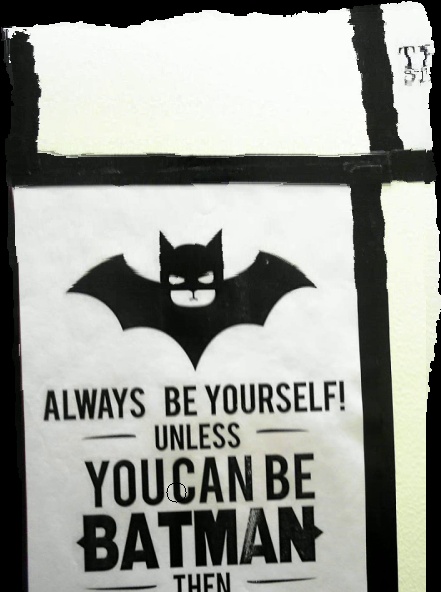 ALWAYS BE YOURSELF!
UNLESS
YOU CAN BE
BATMAN
THEN